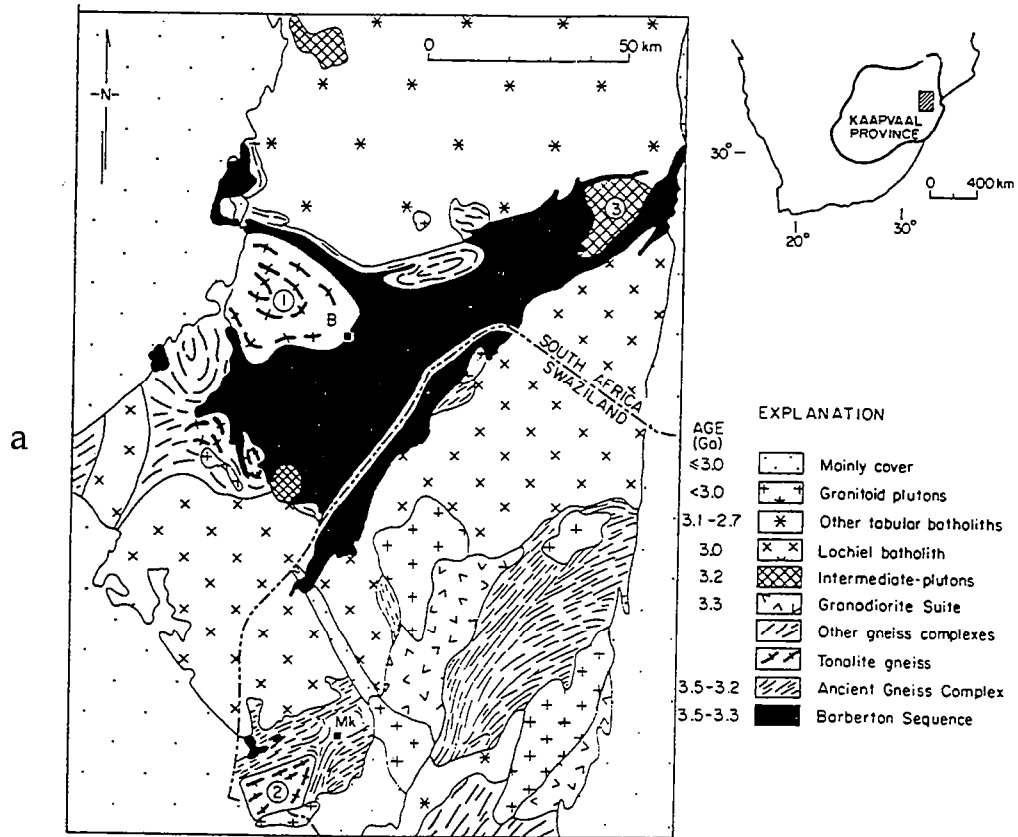 a
-N-
0 50 km
3
1
B
SOUTH AFRICA
SWAZILAND
Mk
2
KAAPVAAL
PROVINCE
30°
0 400 km
20°
30°
EXPLANATION
AGE
(Ga)
≤3.0 Mainly cover
<3.0 Granitoid plutons
3.1-2.7 Other tabular batholiths
3.0 Lochiel batholith
3.2 Intermediate-plutons
3.3 Granodiorite Suite
Other gneiss complexes
Tonalite gneiss
3.5-3.2 Ancient Gneiss Complex
3.5-3.3 Barberton Sequence